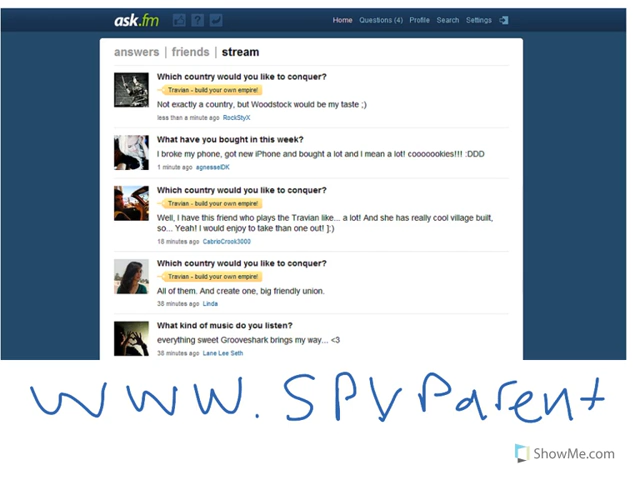 ask.fm Home Questions (4) Profile Search Settings
answers | friends | stream
Which country would you like to conquer?
Travian - build your own empire!
Not exactly a country, but Woodstock would be my taste ;)
less than a minute ago RockStyX
What have you bought in this week?
I broke my phone, got new iPhone and bought a lot and I mean a lot! cooooookies!!! :DDD
1 minute ago agnesseIDK
Which country would you like to conquer?
Travian - build your own empire!
Well, I have this friend who plays the Travian like... a lot! And she has really cool village built,
so... Yeah! I would enjoy to take than one out! ];)
18 minutes ago CabrioCrook3000
Which country would you like to conquer?
Travian - build your own empire!
All of them. And create one, big friendly union.
38 minutes ago Linda
What kind of music do you listen?
everything sweet Grooveshark brings my way... <3
38 minutes ago Lane Lee Seth
www.SPYParent
ShowMe.com